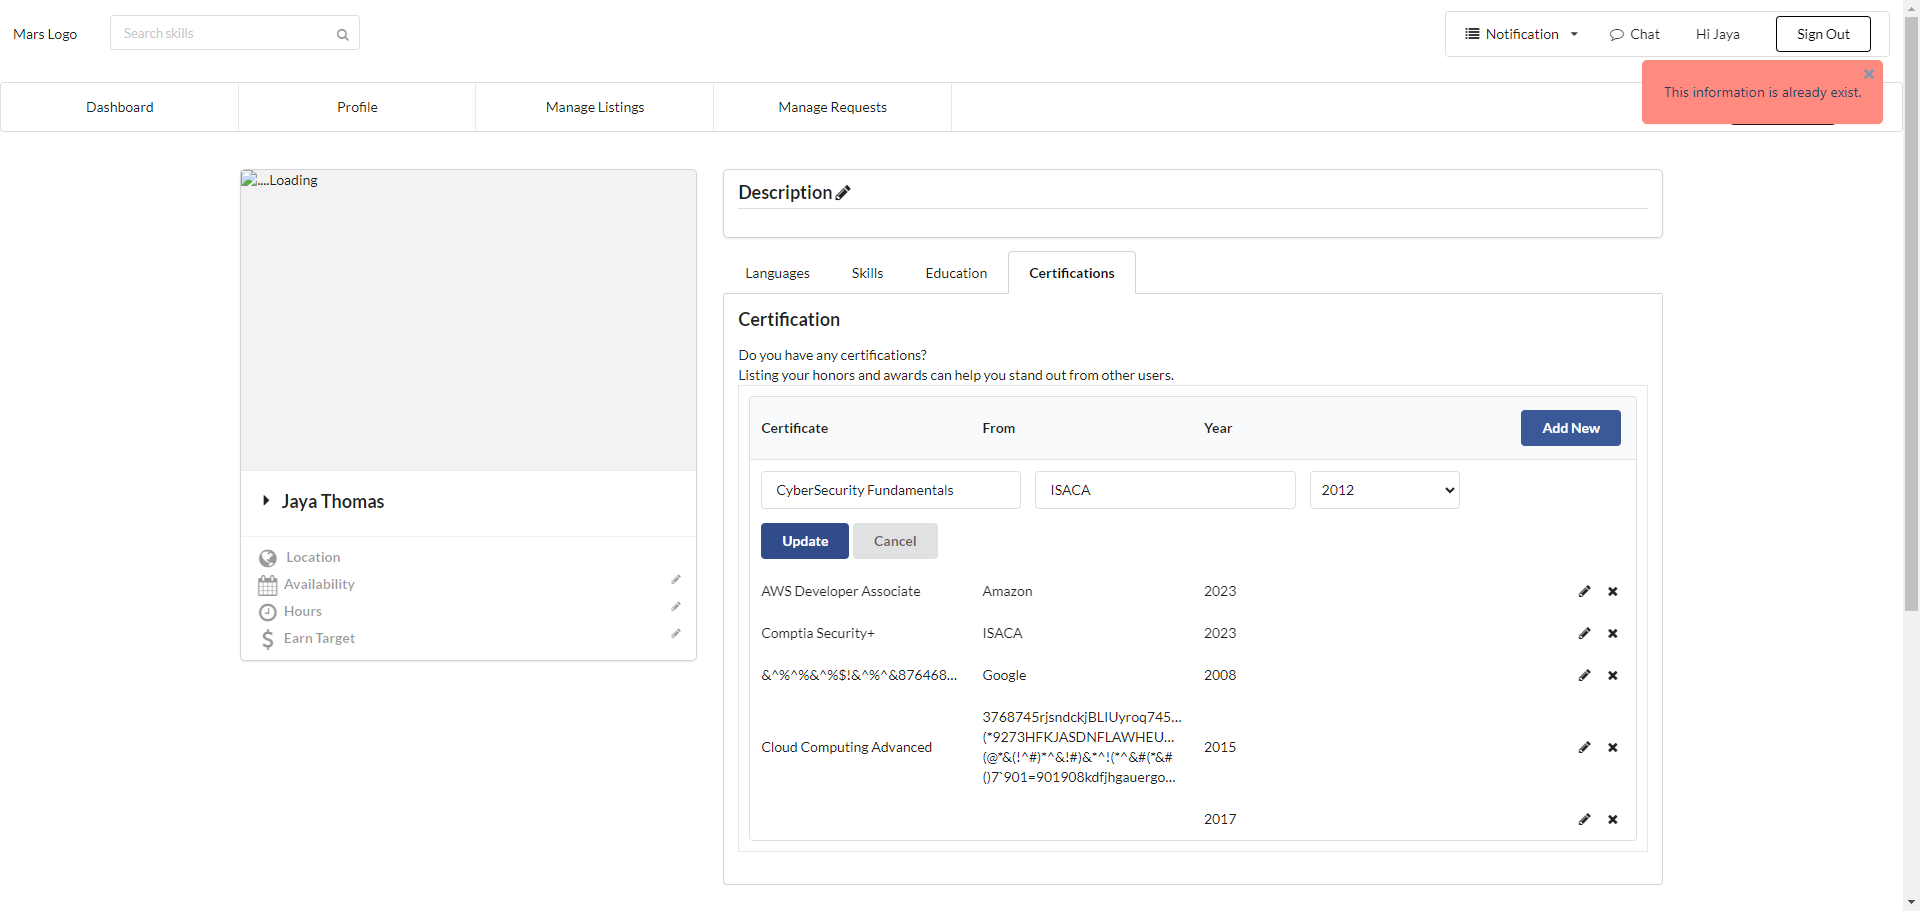 Mars Logo
Search skills
Notification
Chat
Hi Jaya
Sign Out
This information is already exist.
Dashboard
Profile
Manage Listings
Manage Requests
....Loading
Jaya Thomas
Location
Availability
Hours
Earn Target
Description
Languages
Skills
Education
Certifications
Certification
Do you have any certifications?
Listing your honors and awards can help you stand out from other users.
Certificate From Year Add New
CyberSecurity Fundamentals ISACA 2012
Update Cancel
AWS Developer Associate Amazon 2023
Comptia Security+ ISACA 2023
&^%^%&^%$!&^%^&876468... Google 2008
3768745rjsndckjBLIUyroq745...
(*9273HFKJASDNFLAWHEU...
Cloud Computing Advanced 2015
(@*&(!^#)*^&!#)&*^!(*^&#(*&#
()7`901=901908kdfjhgauergo...
2017